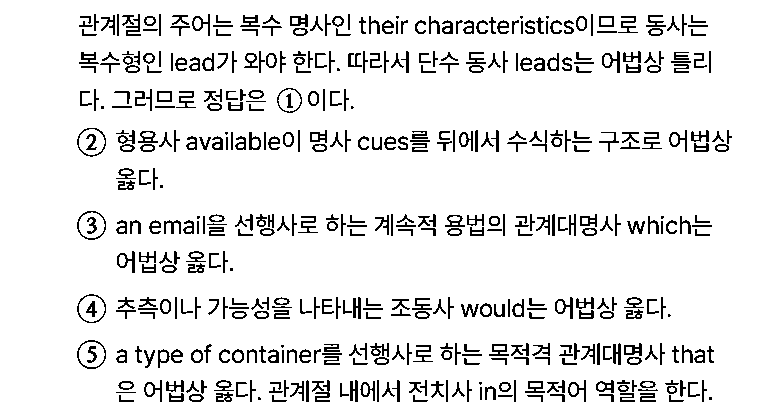 관계절의 주어는 복수 명사인 their characteristics이므로 동사는
복수형인 lead가 와야 한다. 따라서 단수 동사 leads는 어법상 틀리
다. 그러므로 정답은 ①이다.
② 형용사 available이 명사 cues를 뒤에서 수식하는 구조로 어법상
옳다.
③ an email을 선행사로 하는 계속적 용법의 관계대명사 which는
어법상 옳다.
④ 추측이나 가능성을 나타내는 조동사 would는 어법상 옳다.
⑤ a type of container를 선행사로 하는 목적격 관계대명사 that
은 어법상 옳다. 관계절 내에서 전치사 in의 목적어 역할을 한다.